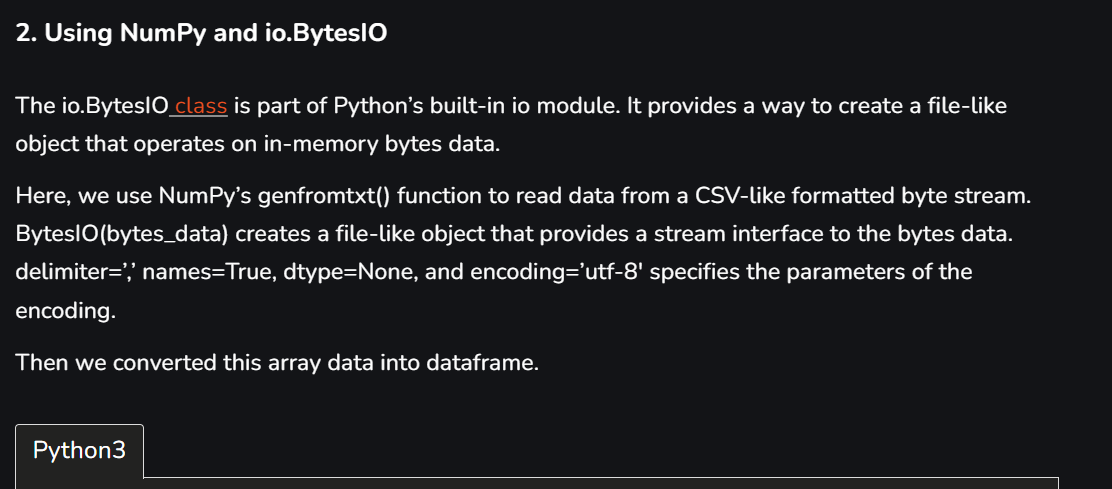 2. Using NumPy and io.BytesIO
The io.BytesIO class is part of Python’s built-in io module. It provides a way to create a file-like
object that operates on in-memory bytes data.
Here, we use NumPy’s genfromtxt() function to read data from a CSV-like formatted byte stream.
BytesIO(bytes_data) creates a file-like object that provides a stream interface to the bytes data.
delimiter=’,’ names=True, dtype=None, and encoding=’utf-8' specifies the parameters of the
encoding.
Then we converted this array data into dataframe.
Python3